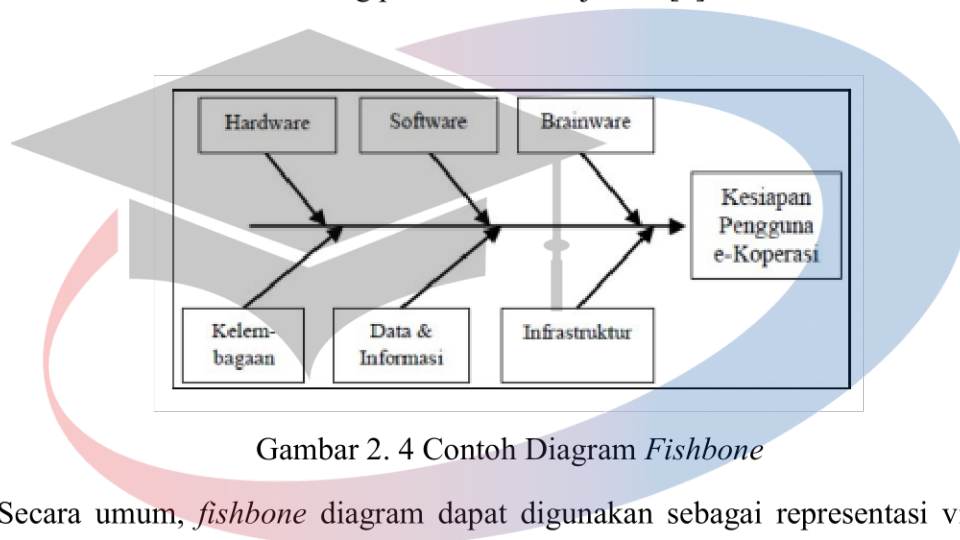 Hardware
Software
Brainware
Kesiapan
Pengguna
e-Koperasi
Kelem-
bagaan
Data &
Informasi
Infrastruktur
Gambar 2. 4 Contoh Diagram Fishbone
Secara umum, fishbone diagram dapat digunakan sebagai representasi